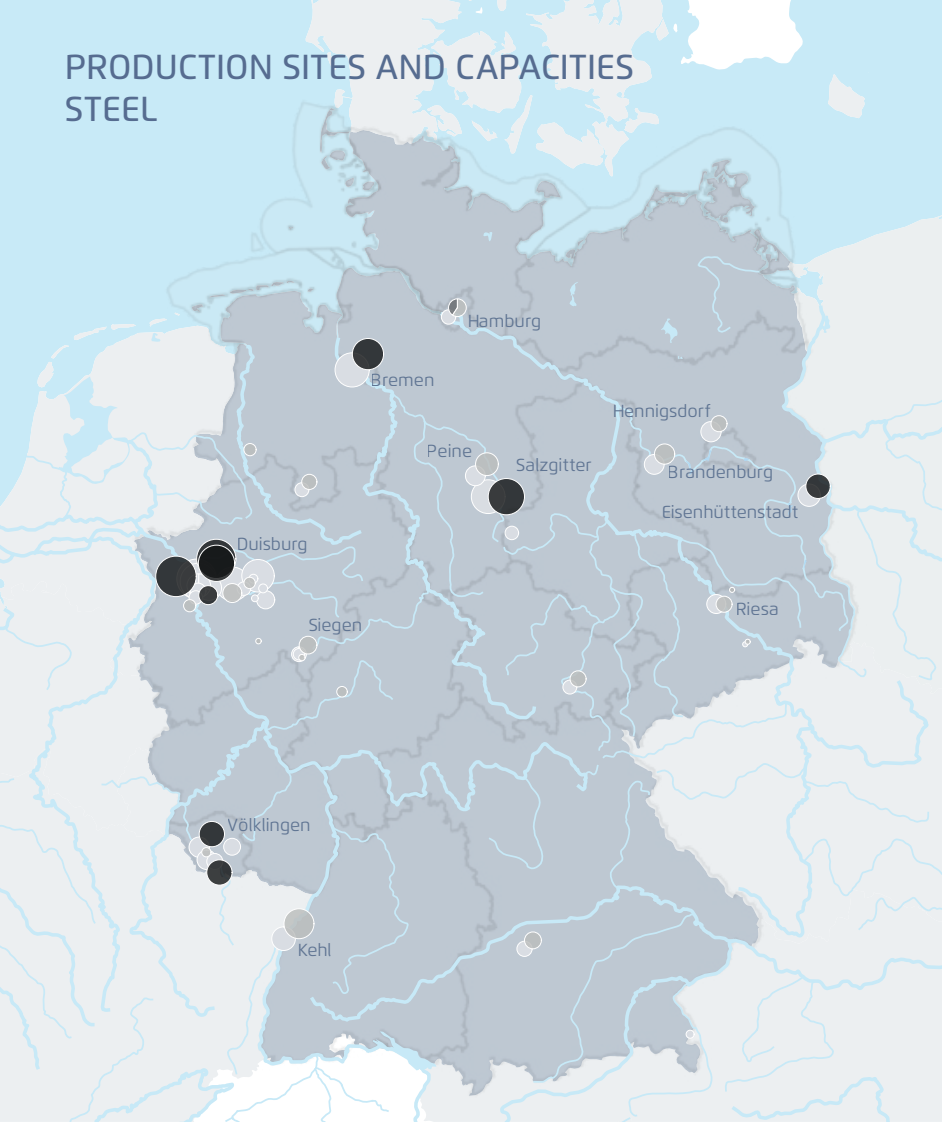 PRODUCTION SITES AND CAPACITIES
STEEL
Hamburg
Bremen
Hennigsdorf
Peine
Salzgitter
Brandenburg
Eisenhüttenstadt
Duisburg
Riesa
Siegen
Völklingen
Kehl